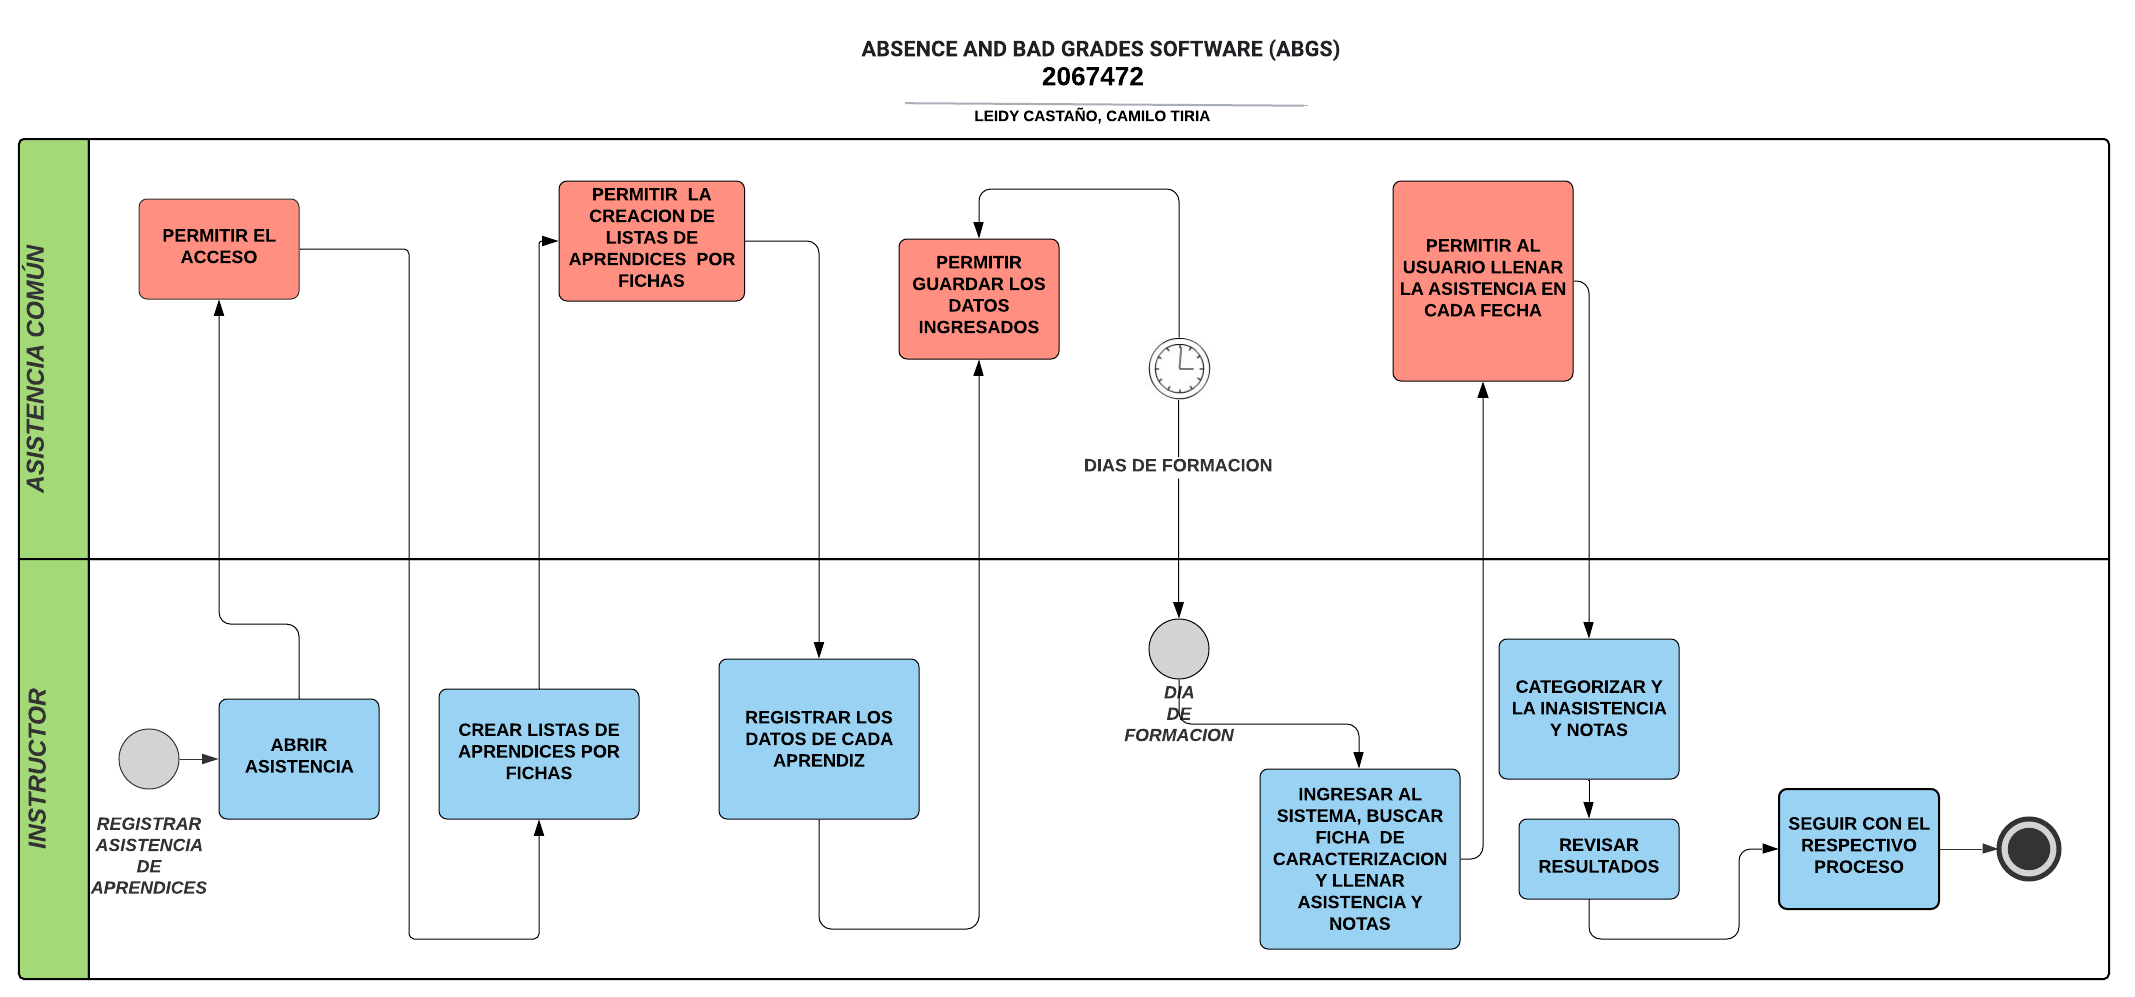 ABSENCE AND BAD GRADES SOFTWARE (ABGS)
2067472
LEIDY CASTAÑO, CAMILO TIRIA
ASISTENCIA COMÚN
PERMITIR EL
ACCESO
PERMITIR LA
CREACION DE
LISTAS DE
APRENDICES POR
FICHAS
PERMITIR
GUARDAR LOS
DATOS
INGRESADOS
DIAS DE FORMACION
PERMITIR AL
USUARIO LLENAR
LA ASISTENCIA EN
CADA FECHA
INSTRUCTOR
REGISTRAR
ASISTENCIA
DE
APRENDICES
ABRIR
ASISTENCIA
CREAR LISTAS DE
APRENDICES POR
FICHAS
REGISTRAR LOS
DATOS DE CADA
APRENDIZ
DIA
DE
FORMACION
INGRESAR AL
SISTEMA, BUSCAR
FICHA DE
CARACTERIZACION
Y LLENAR
ASISTENCIA Y
NOTAS
CATEGORIZAR Y
LA INASISTENCIA
Y NOTAS
REVISAR
RESULTADOS
SEGUIR CON EL
RESPECTIVO
PROCESO